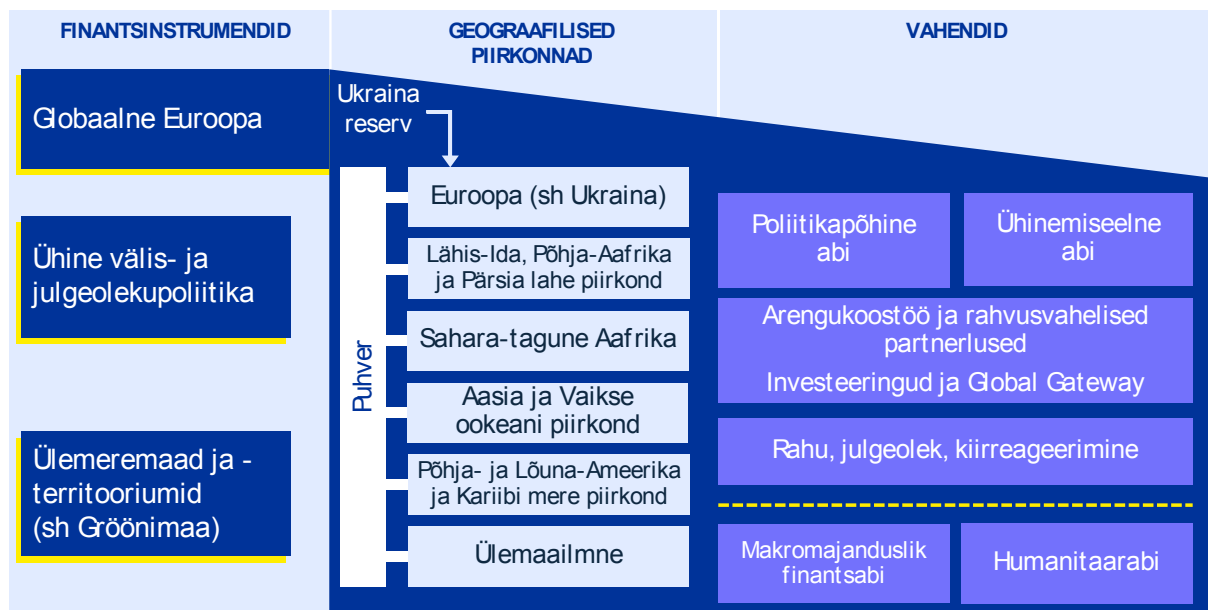 FINANTSINSTRUMENDID
GEOGRAAFILISED
PIIRKONNAD
VAHENDID
Globaalne Euroopa
Ühine välis- ja
julgeolekupoliitika
Ülemeremaad ja -
territooriumid
(sh Gröönimaa)
Ukraina
reserv
Puhver
Euroopa (sh Ukraina)
Lähis-Ida, Põhja-Aafrika
ja Pärsia lahe piirkond
Sahara-tagune Aafrika
Aasia ja Vaikse
ookeani piirkond
Põhja- ja Lõuna-Ameerika
ja Kariibi mere piirkond
Ülemaailmne
Poliitikapõhine
abi
Ühinemiseelne
abi
Arengukoostöö ja rahvusvahelised
partnerlused
Investeeringud ja Global Gateway
Rahu, julgeolek, kiirreageerimine
Makromajanduslik
finantsabi
Humanitaarabi